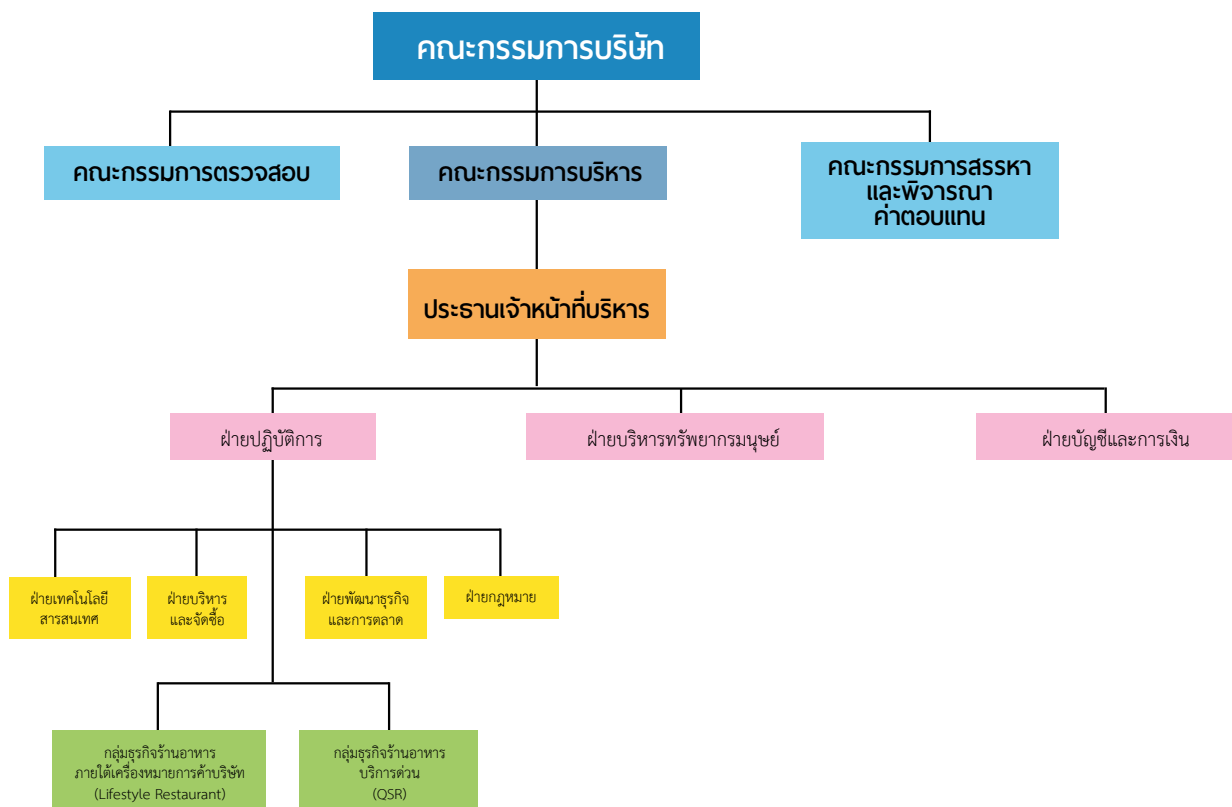 คณะกรรมการบริษัท
คณะกรรมการตรวจสอบ
คณะกรรมการบริหาร
คณะกรรมการสรรหา
และพิจารณา
ค่าตอบแทน
ประธานเจ้าหน้าที่บริหาร
ฝ่ายปฏิบัติการ
ฝ่ายบริหารทรัพยากรมนุษย์
ฝ่ายบัญชีและการเงิน
ฝ่ายเทคโนโลยี
สารสนเทศ
ฝ่ายบริหาร
และจัดซื้อ
ฝ่ายพัฒนาธุรกิจ
และการตลาด
ฝ่ายกฎหมาย
กลุ่มธุรกิจร้านอาหาร
ภายใต้เครื่องหมายการค้าบริษัท
(Lifestyle Restaurant)
กลุ่มธุรกิจร้านอาหาร
บริการด่วน
(QSR)